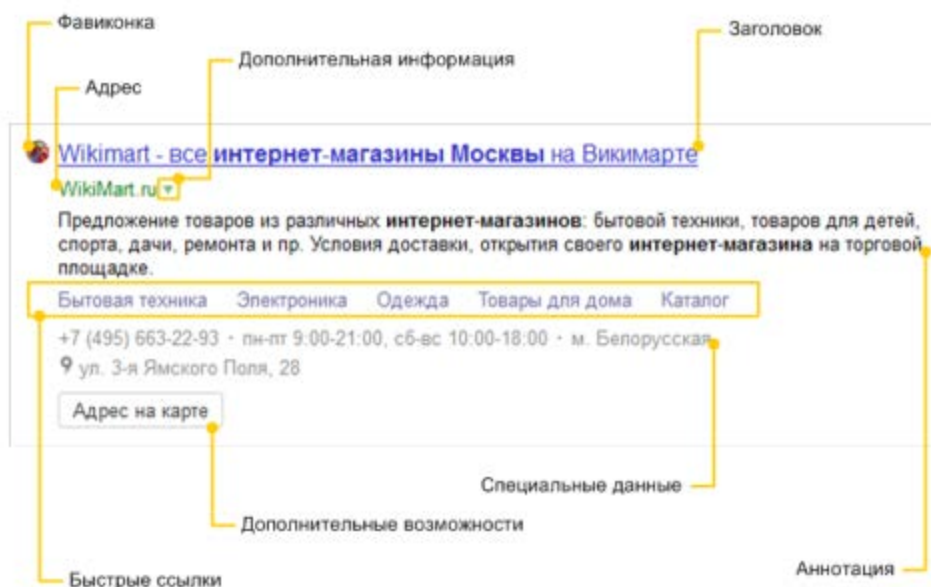 Фавиконка
Заголовок
Дополнительная информация
Адрес
Wikimart - все интернет-магазины Москвы на Викимарте
WikiMart.ru
Предложение товаров из различных интернет-магазинов: бытовой техники, товаров для детей,
спорта, дачи, ремонта и пр. Условия доставки, открытия своего интернет-магазина на торговой
площадке.
Бытовая техника Электроника Одежда Товары для дома Каталог
+7 (495) 663-22-93 · пн-пт 9:00-21:00, сб-вс 10:00-18:00 · м. Белорусская
ул. 3-я Ямского Поля, 28
Адрес на карте
Специальные данные
Дополнительные возможности
Аннотация
Быстрые ссылки